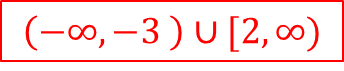 (−∞, −3 ) ∪ [2, ∞)